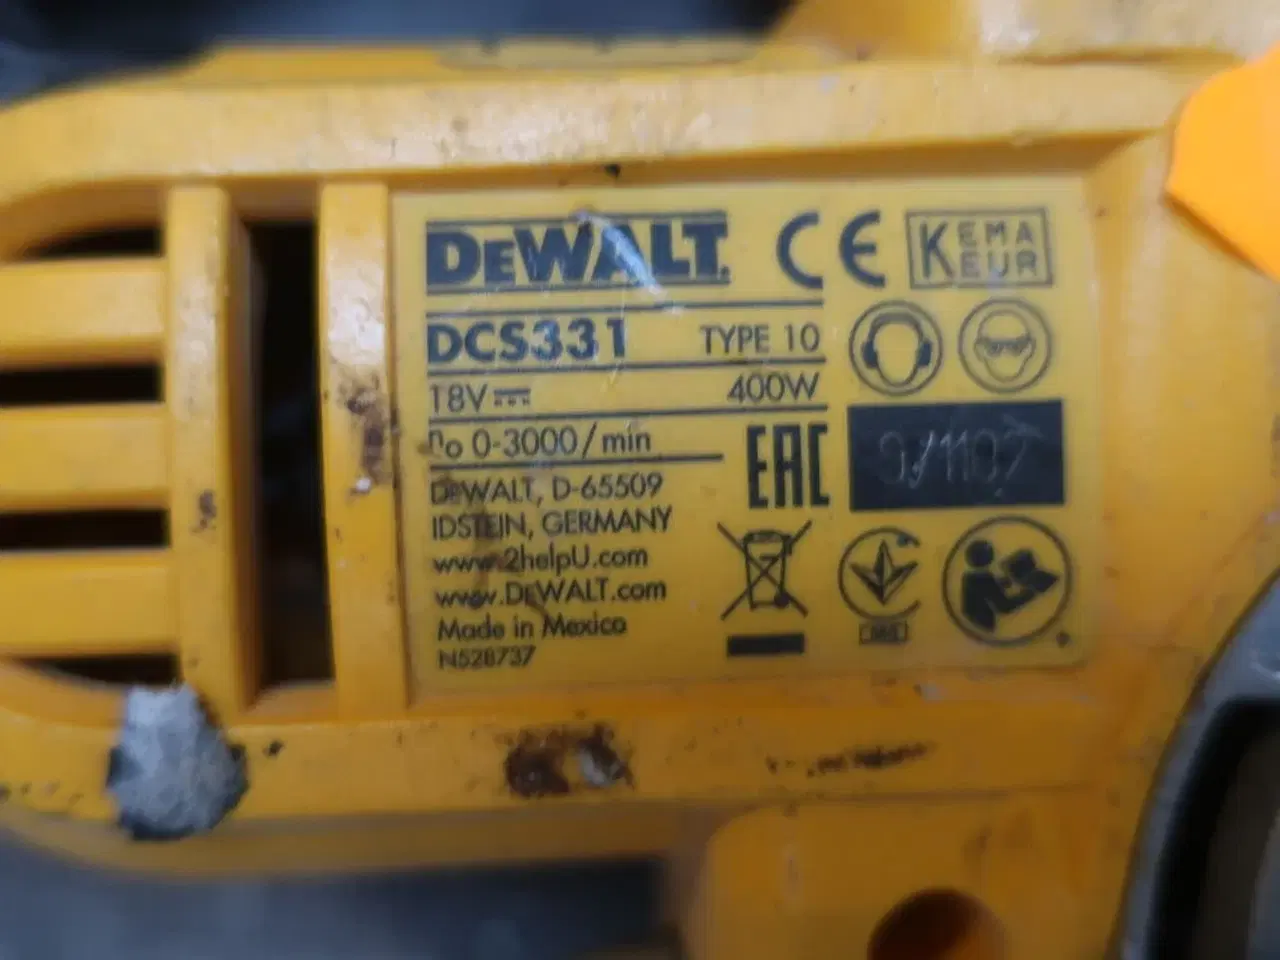 DEWALT. CE KEMA EUR
DCS331 TYPE 10
18V 400W
n₀ 0-3000/min
EAC
DEWALT, D-65509
IDSTEIN, GERMANY
www.2helpU.com
www.DEWALT.com
Made in Mexico
N528737